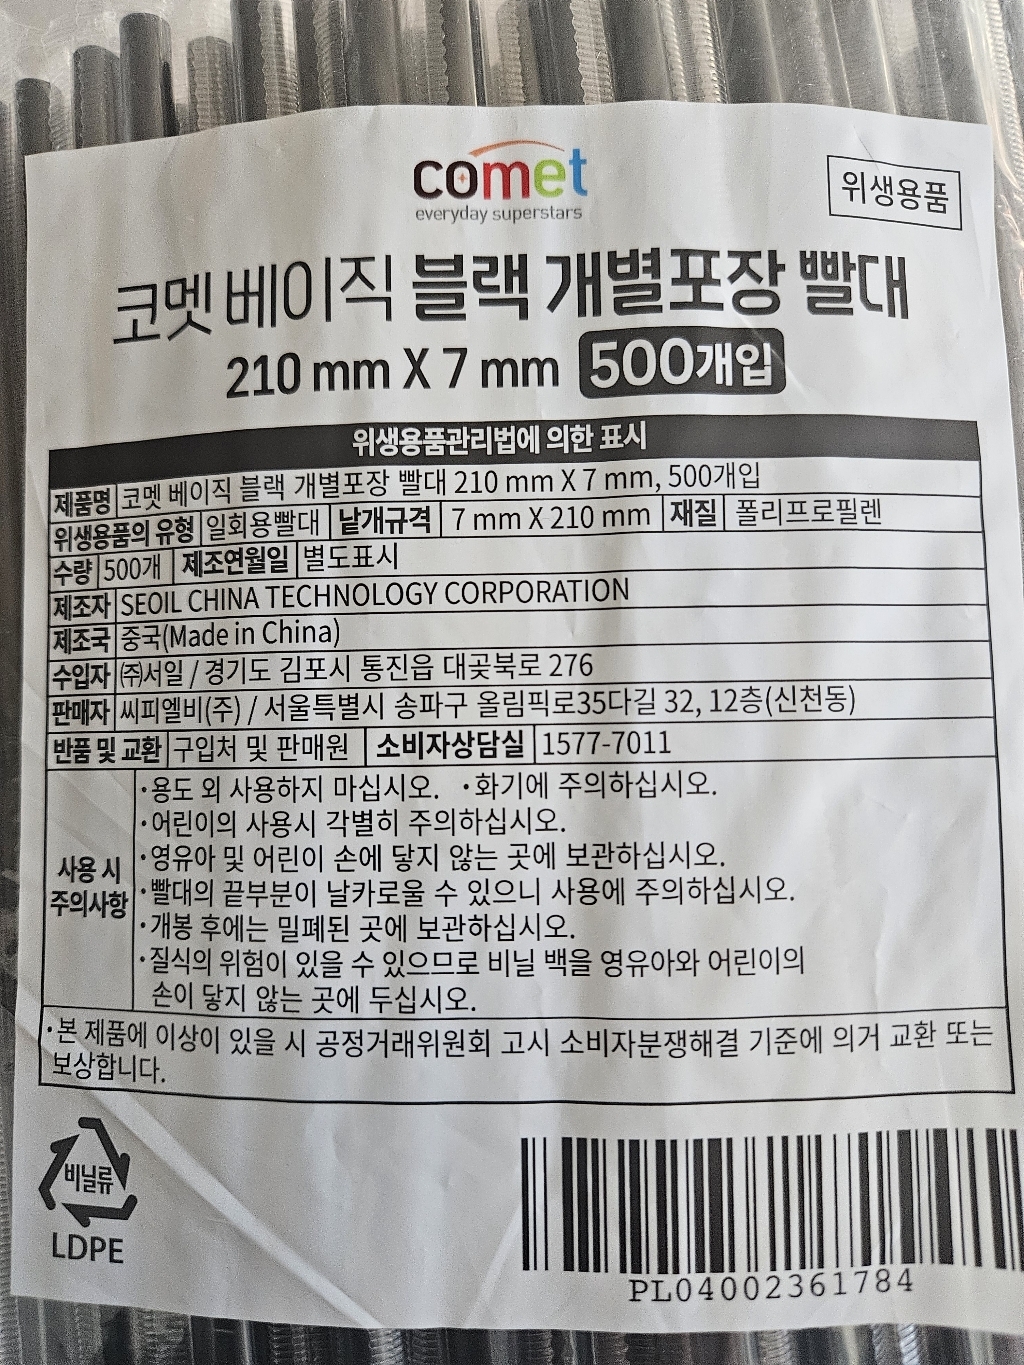 comet
everyday superstars
위생용품
코멧 베이직 블랙 개별포장 빨대
210 mm X 7 mm 500개입
위생용품관리법에 의한 표시
제품명 코멧 베이직 블랙 개별포장 빨대 210 mm X 7 mm, 500개입
위생용품의 유형 일회용빨대 낱개규격 7 mm X 210 mm 재질 폴리프로필렌
수량 500개 제조연월일 별도표시
제조자 SEOIL CHINA TECHNOLOGY CORPORATION
제조국 중국(Made in China)
수입자 ㈜서일 / 경기도 김포시 통진읍 대곶북로 276
판매자 씨피엘비(주) / 서울특별시 송파구 올림픽로35다길 32, 12층(신천동)
반품 및 교환 구입처 및 판매원 소비자상담실 1577-7011
사용 시 주의사항
·용도 외 사용하지 마십시오. ·화기에 주의하십시오.
·어린이의 사용시 각별히 주의하십시오.
·영유아 및 어린이 손에 닿지 않는 곳에 보관하십시오.
·빨대의 끝부분이 날카로울 수 있으니 사용에 주의하십시오.
·개봉 후에는 밀폐된 곳에 보관하십시오.
·질식의 위험이 있을 수 있으므로 비닐 백을 영유아와 어린이의
손이 닿지 않는 곳에 두십시오.
·본 제품에 이상이 있을 시 공정거래위원회 고시 소비자분쟁해결 기준에 의거 교환 또는
보상합니다.
비닐류
LDPE
PL04002361784